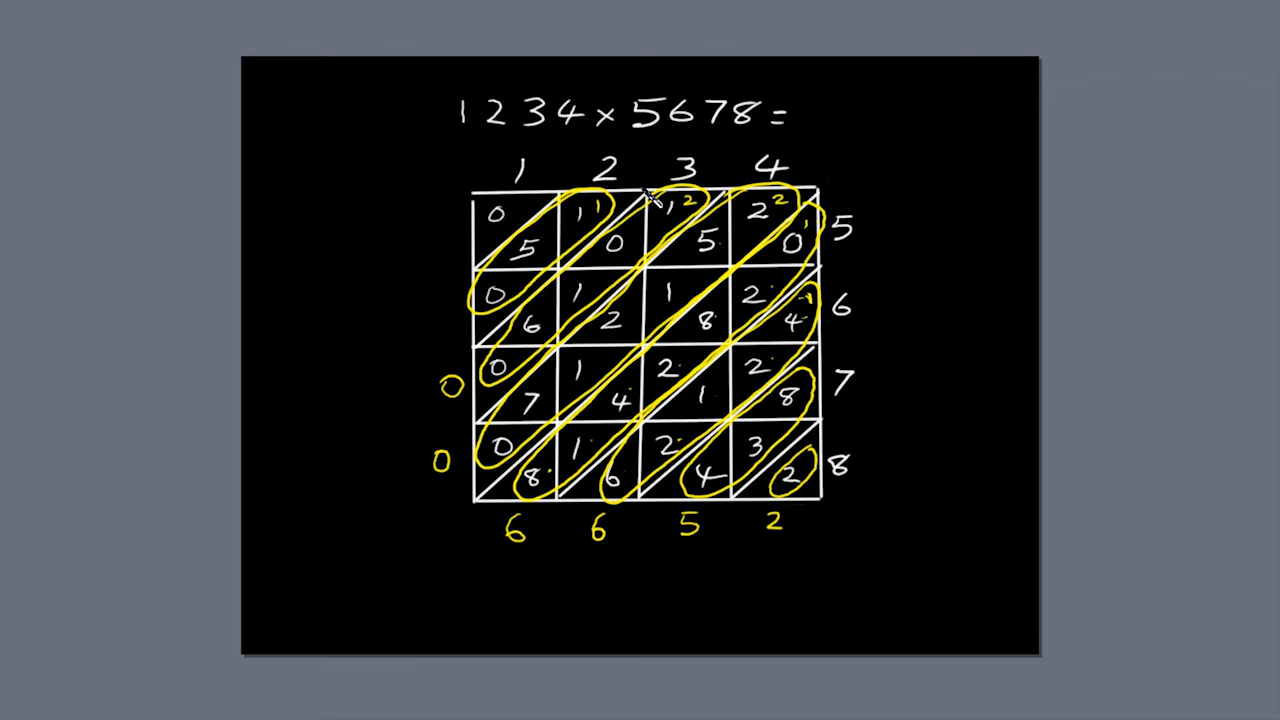 1234×5678=
1 2 3 4
0 1 1 1 2 2 2 1
5 0 5 0 5
0 1 1 2 1
6 2 8 4 6
0 1 2 2
0 7 4 1 8 7
0 1 2 3
0 8 6 4 2 8
6 6 5 2